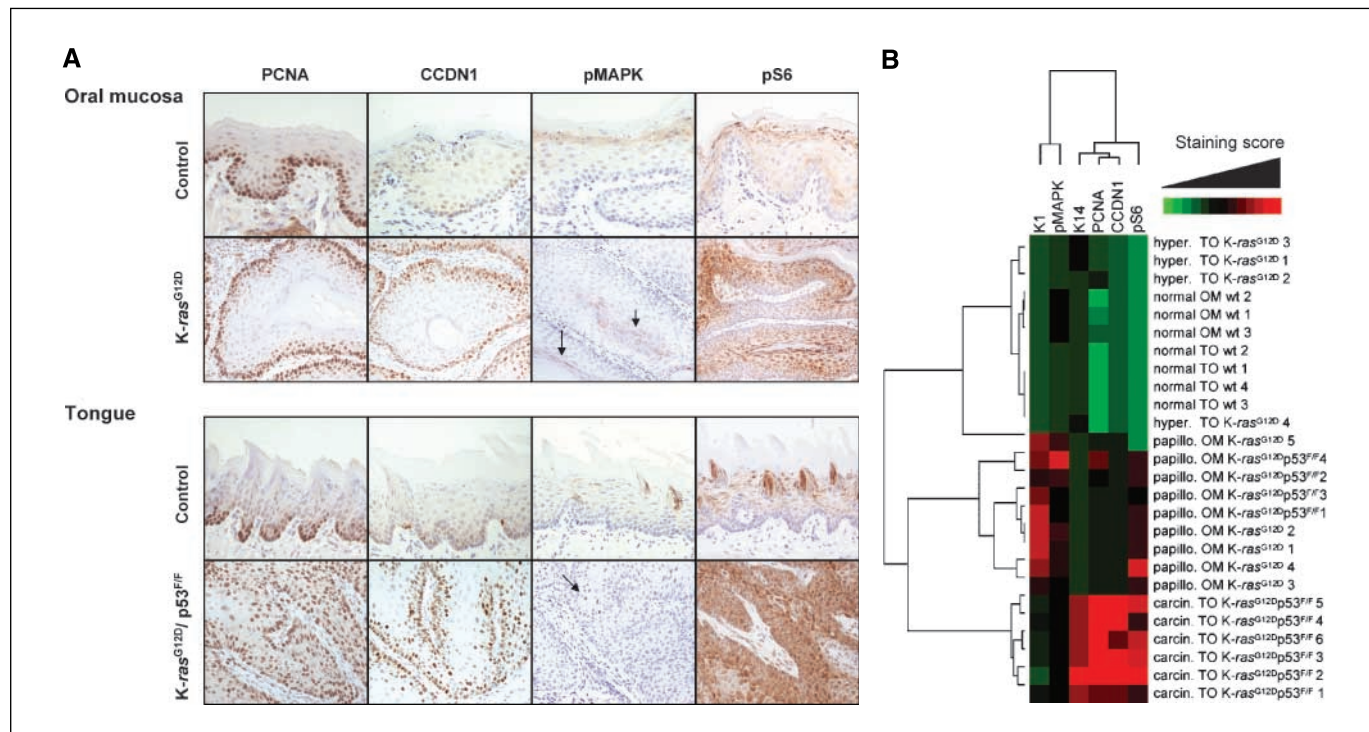 A
PCNA CCDN1 pMAPK pS6
Oral mucosa
Control
K-rasG12D
Tongue
Control
K-rasG12D/ p53F/F
B
Staining score
K1 pMAPK K14 PCNA CCDN1 pS6
hyper. TO K-rasG12D 3
hyper. TO K-rasG12D 1
hyper. TO K-rasG12D 2
normal OM wt 2
normal OM wt 1
normal OM wt 3
normal TO wt 2
normal TO wt 1
normal TO wt 4
normal TO wt 3
hyper. TO K-rasG12D 4
papillo. OM K-rasG12D 5
papillo. OM K-rasG12Dp53F/F4
papillo. OM K-rasG12Dp53F/F2
papillo. OM K-rasG12Dp53F/F3
papillo. OM K-rasG12Dp53F/F1
papillo. OM K-rasG12D 2
papillo. OM K-rasG12D 1
papillo. OM K-rasG12D 4
papillo. OM K-rasG12D 3
carcin. TO K-rasG12Dp53F/F 5
carcin. TO K-rasG12Dp53F/F 4
carcin. TO K-rasG12Dp53F/F 6
carcin. TO K-rasG12Dp53F/F 3
carcin. TO K-rasG12Dp53F/F 2
carcin. TO K-rasG12Dp53F/F 1